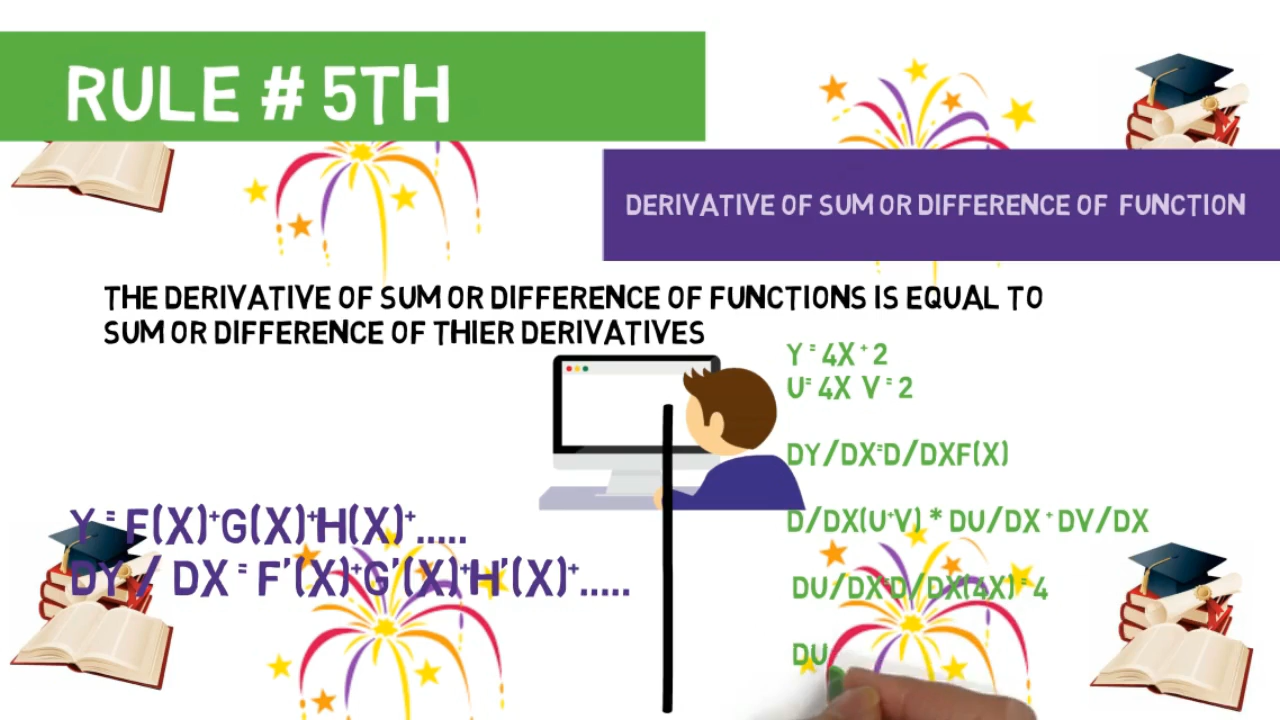 RULE # 5TH
DERIVATIVE OF SUM OR DIFFERENCE OF FUNCTION
THE DERIVATIVE OF SUM OR DIFFERENCE OF FUNCTIONS IS EQUAL TO
SUM OR DIFFERENCE OF THIER DERIVATIVES
Y = 4X + 2
U= 4X V = 2
DY/DX=D/DXF(X)
Y = F(X)+G(X)+H(X)+.....
D/DX(U+V) * DU/DX + DV/DX
DY / DX = F'(X)+G'(X)+H'(X)+.....
DU/DX=D/DX(4X) = 4
DU